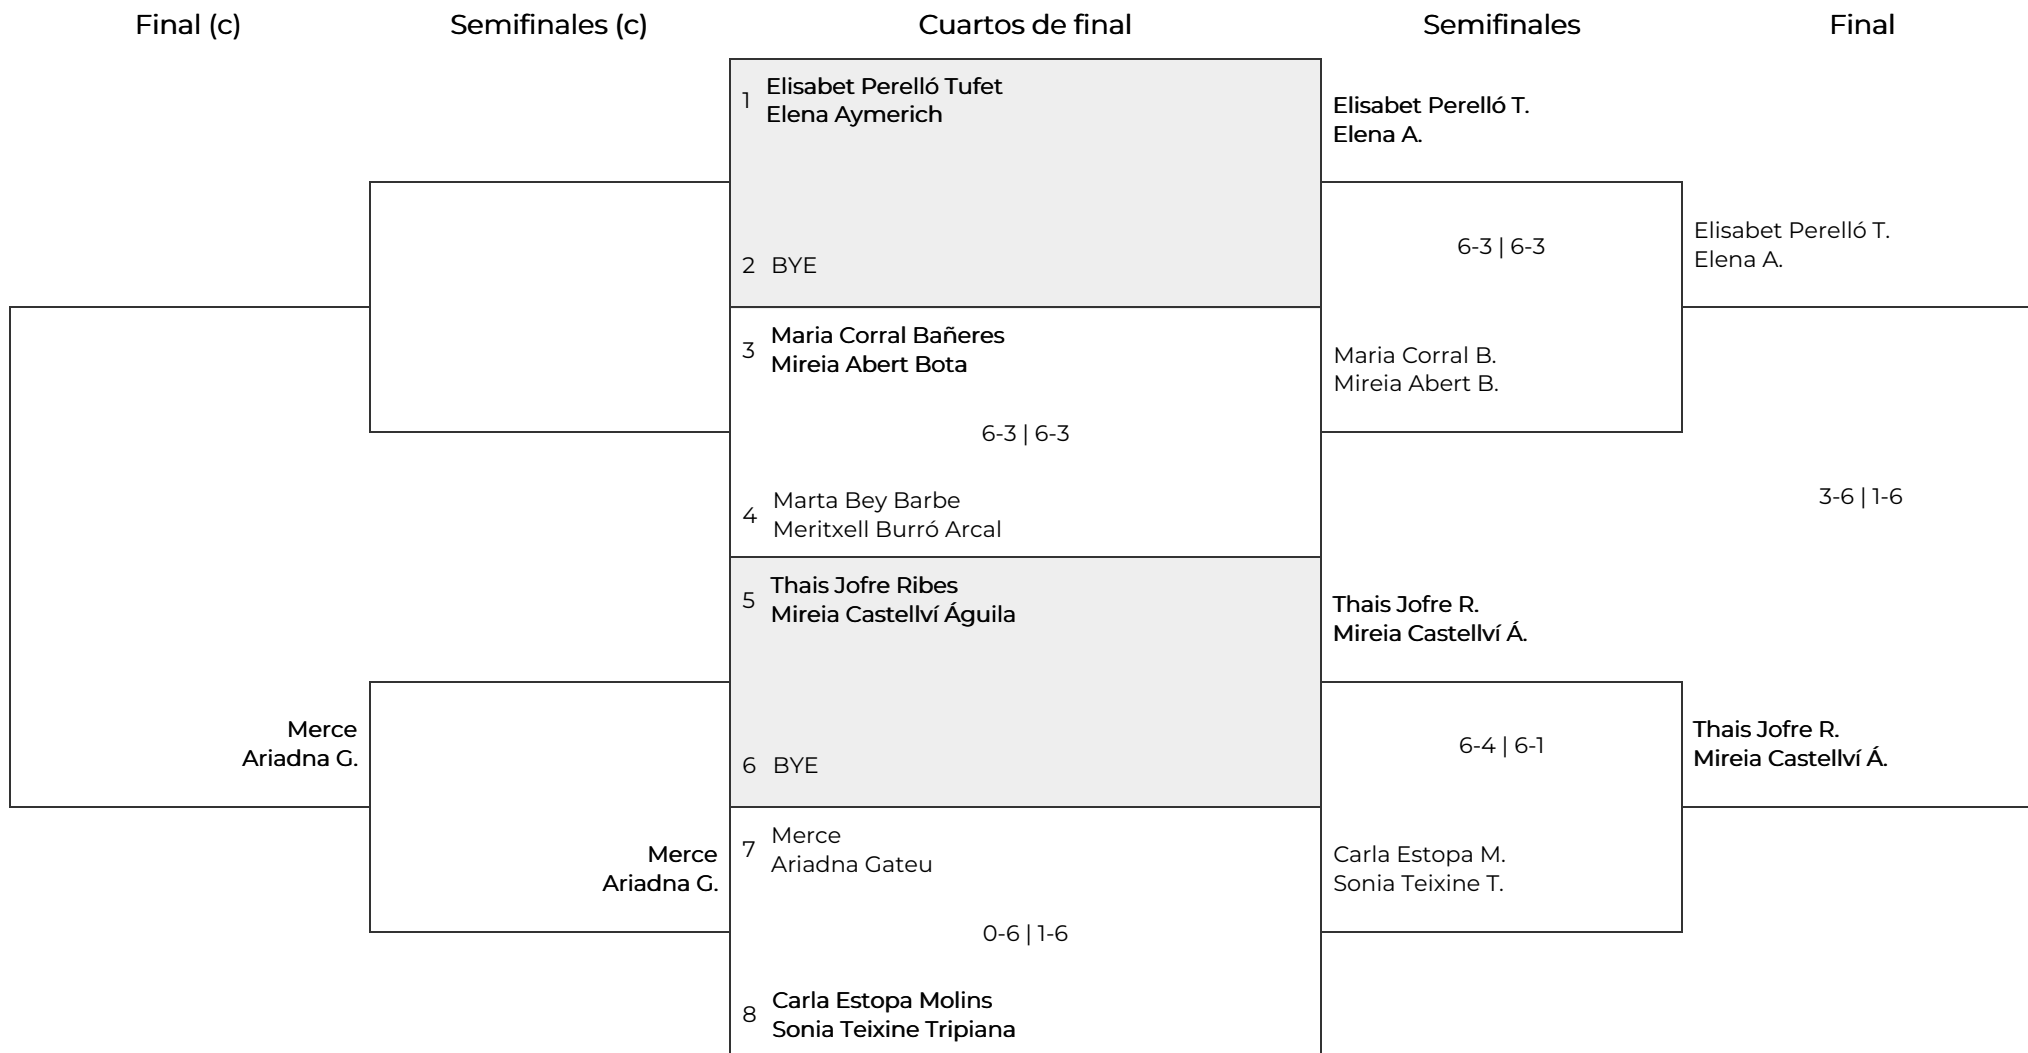 Final (c)
Semifinales (c)
Cuartos de final
Semifinales
Final
1
Elisabet Perelló Tufet
Elena Aymerich
2 BYE
3
Maria Corral Bañeres
Mireia Abert Bota
6-3 | 6-3
4
Marta Bey Barbe
Meritxell Burró Arcal
5
Thais Jofre Ribes
Mireia Castellví Águila
6 BYE
7
Merce
Ariadna Gateu
0-6 | 1-6
8
Carla Estopa Molins
Sonia Teixine Tripiana
Elisabet Perelló T.
Elena A.
6-3 | 6-3
Maria Corral B.
Mireia Abert B.
Thais Jofre R.
Mireia Castellví Á.
6-4 | 6-1
Carla Estopa M.
Sonia Teixine T.
Elisabet Perelló T.
Elena A.
3-6 | 1-6
Thais Jofre R.
Mireia Castellví Á.
Merce
Ariadna G.
Merce
Ariadna G.